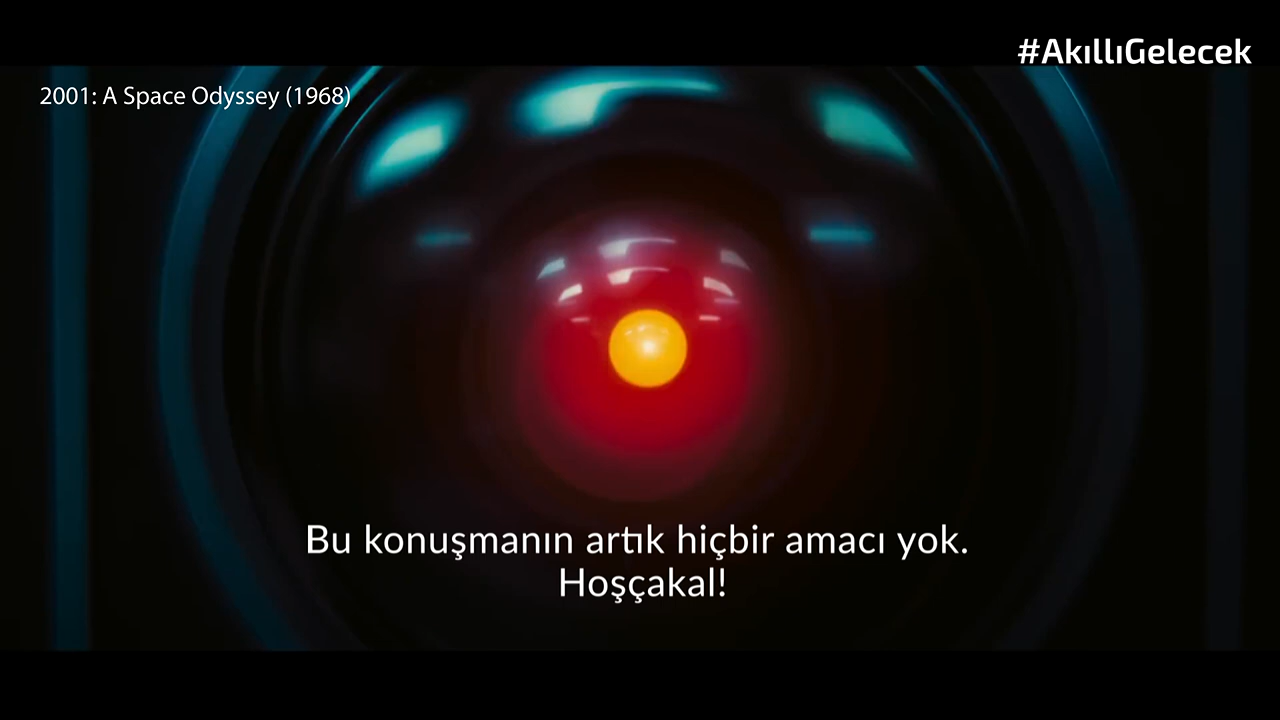 #AkıllıGelecek
2001: A Space Odyssey (1968)
Bu konuşmanın artık hiçbir amacı yok.
Hoşçakal!